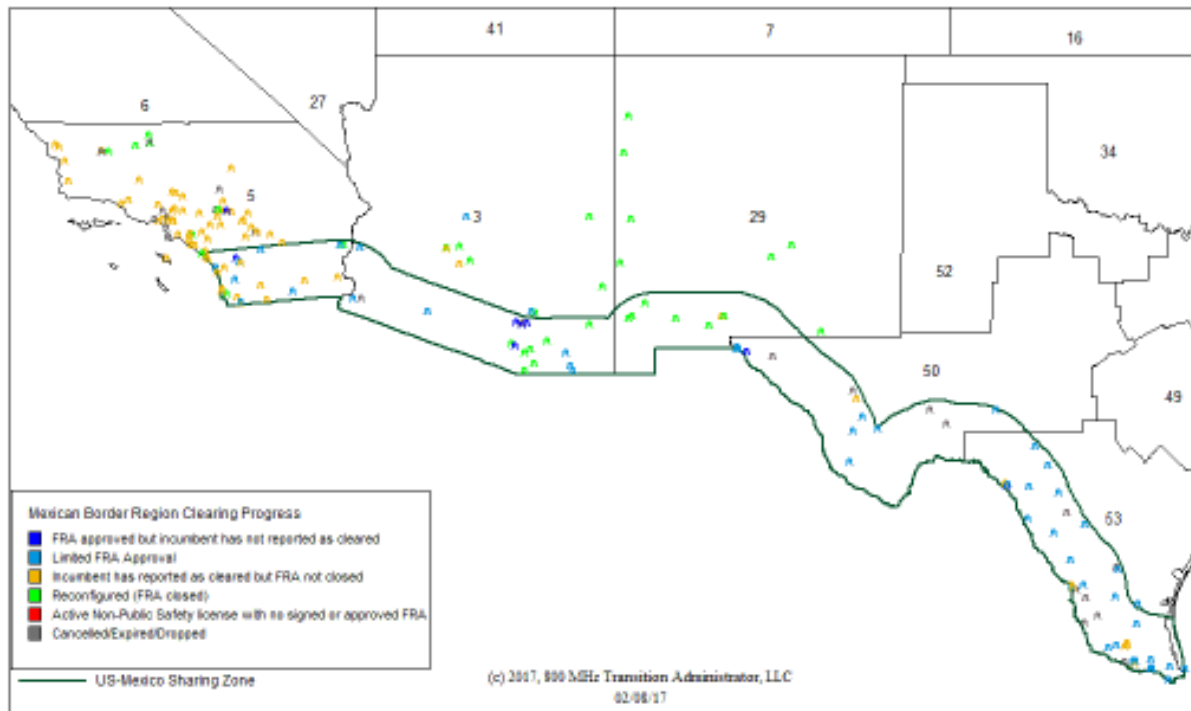 41
7
16
6
27
34
5
3
29
52
50
49
53
Mexican Border Region Clearing Progress
FRA approved but incumbent has not reported as cleared
Limited FRA Approval
Incumbent has reported as cleared but FRA not closed
Reconfigured (FRA closed)
Active Non-Public Safety license with no signed or approved FRA
Cancelled/Expired/Dropped
US-Mexico Sharing Zone
(c) 2017, 800 MHz Transition Administrator, LLC
02/08/17